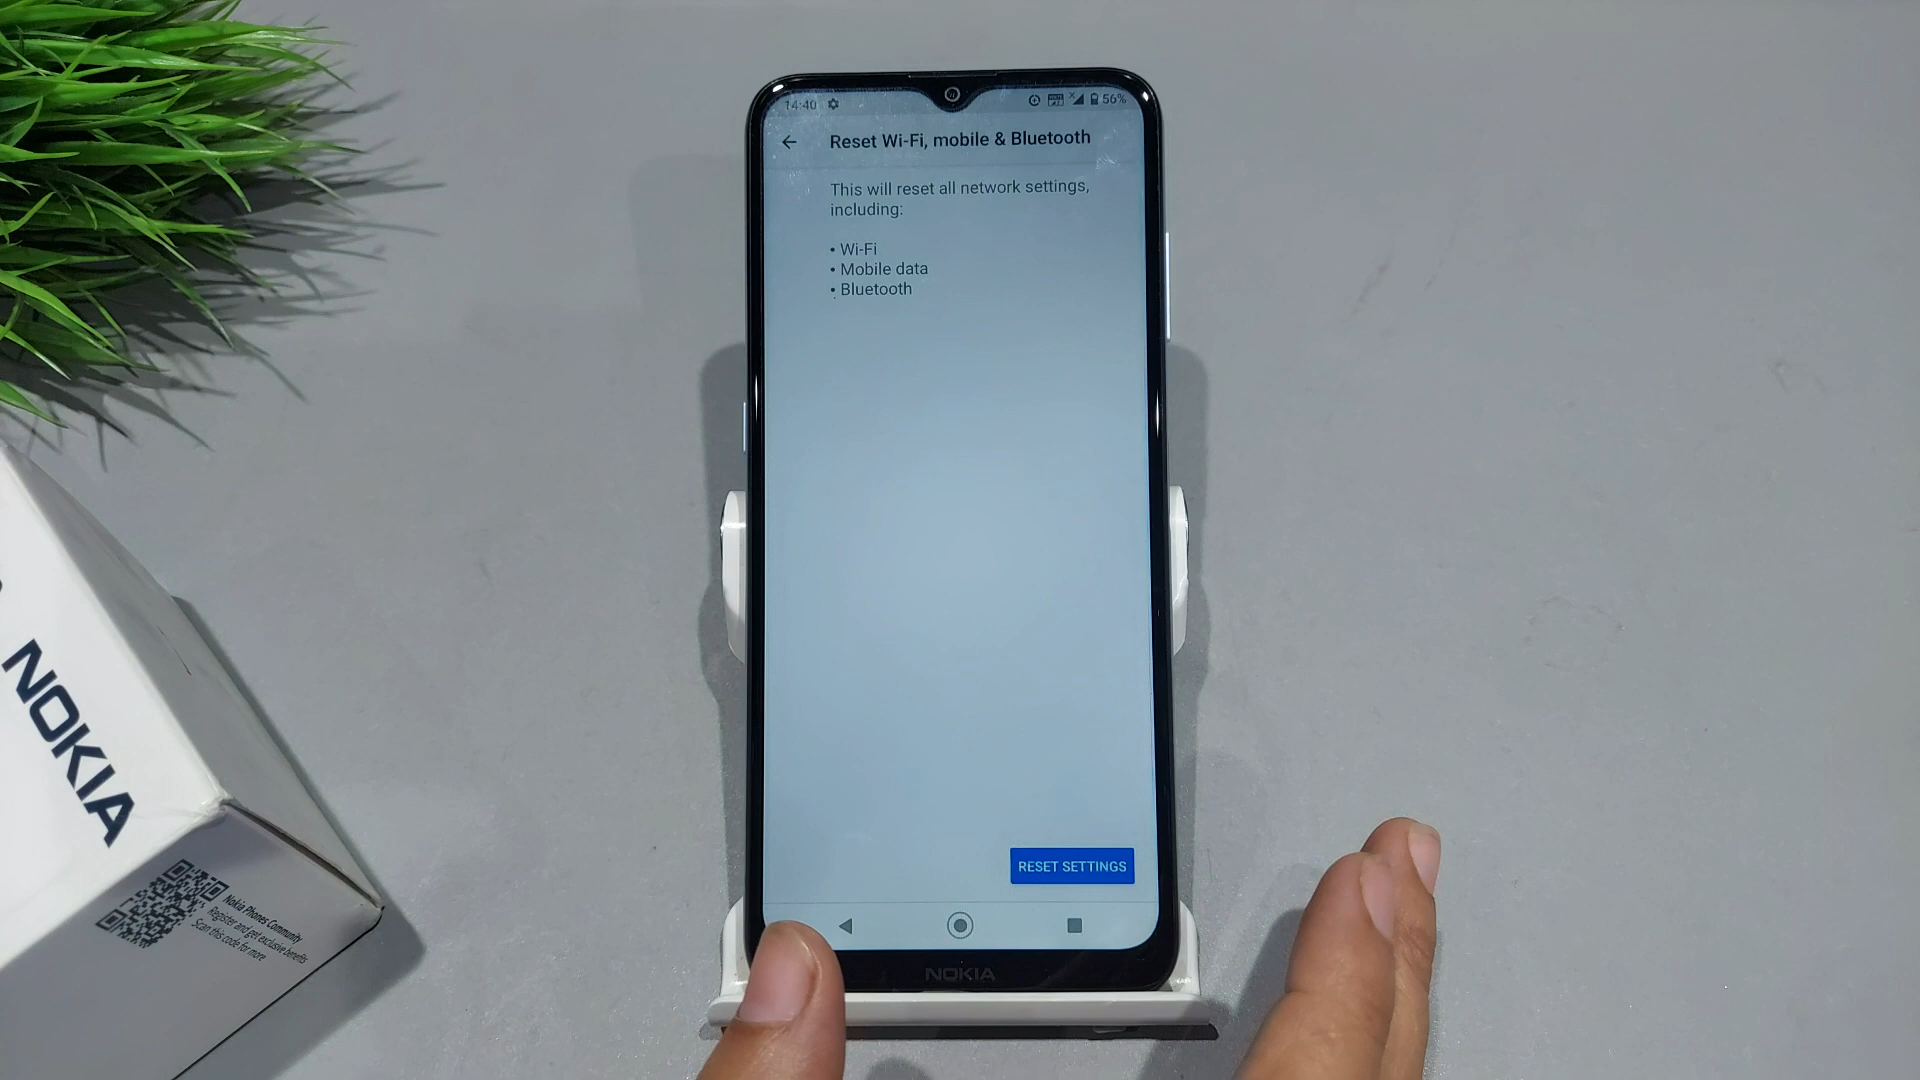 14:40
56%
Reset Wi-Fi, mobile & Bluetooth
This will reset all network settings,
including:
• Wi-Fi
• Mobile data
• Bluetooth
RESET SETTINGS
NOKIA
NOKIA
Nokia Phones Community
Register and get exclusive benefits
Scan this code for more